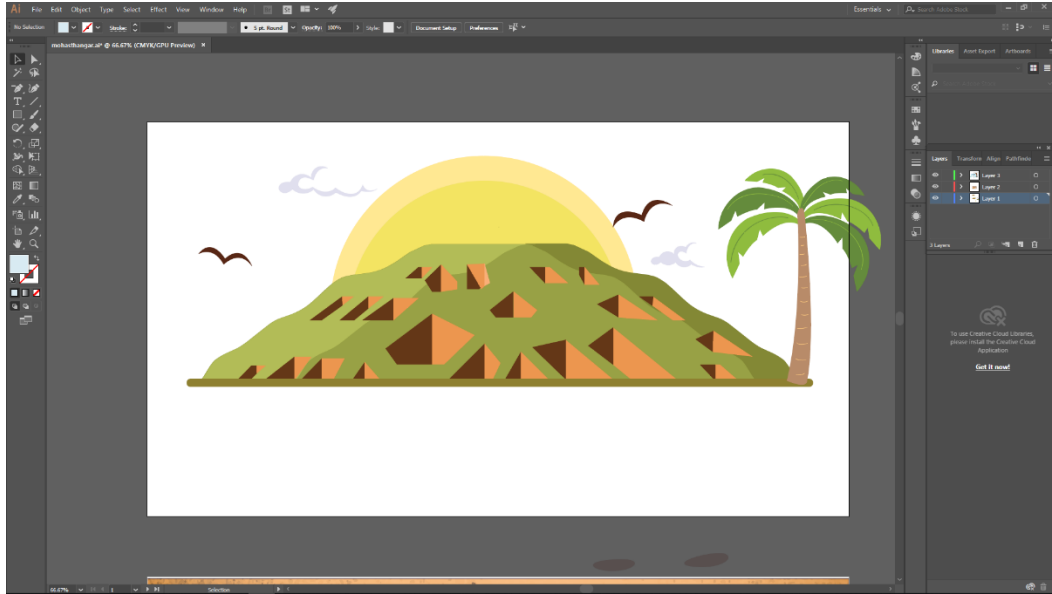 Ai File Edit Object Type Select Effect View Window Help
Essentials
Search Adobe Stock
No Selection Stroke: 5 pt. Round Opacity: 100% Style: Document Setup Preferences
mohasthangar.ai* @ 66.67% (CMYK/GPU Preview) ×
Libraries Asset Export Artboards
Layers Transform Align Pathfinder
Layer 3
Layer 2
Layer 1
3 Layers
To use Creative Cloud Libraries,
please install the Creative Cloud
Application
Get it now!
66.67% 1 Selection